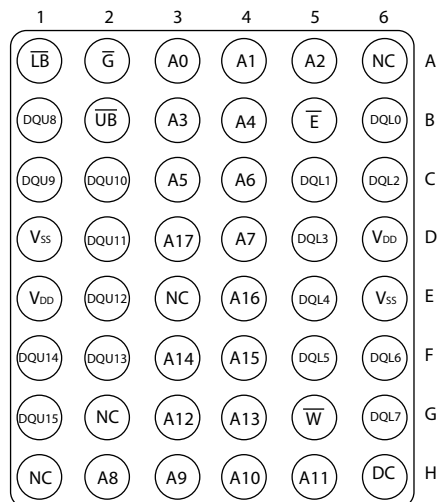 1 2 3 4 5 6
L̅B̅ G̅ A0 A1 A2 NC A
DQU8 U̅B̅ A3 A4 E̅ DQL0 B
DQU9 DQU10 A5 A6 DQL1 DQL2 C
VSS DQU11 A17 A7 DQL3 VDD D
VDD DQU12 NC A16 DQL4 VSS E
DQU14 DQU13 A14 A15 DQL5 DQL6 F
DQU15 NC A12 A13 W̅ DQL7 G
NC A8 A9 A10 A11 DC H